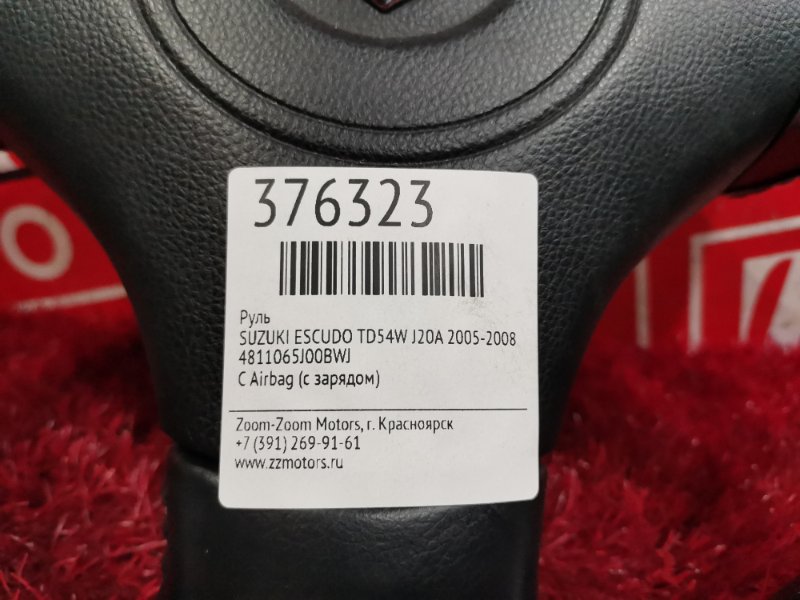 376323
Руль
SUZUKI ESCUDO TD54W J20A 2005-2008
4811065J00BWJ
С Airbag (с зарядом)
Zoom-Zoom Motors, г. Красноярск
+7 (391) 269-91-61
www.zzmotors.ru